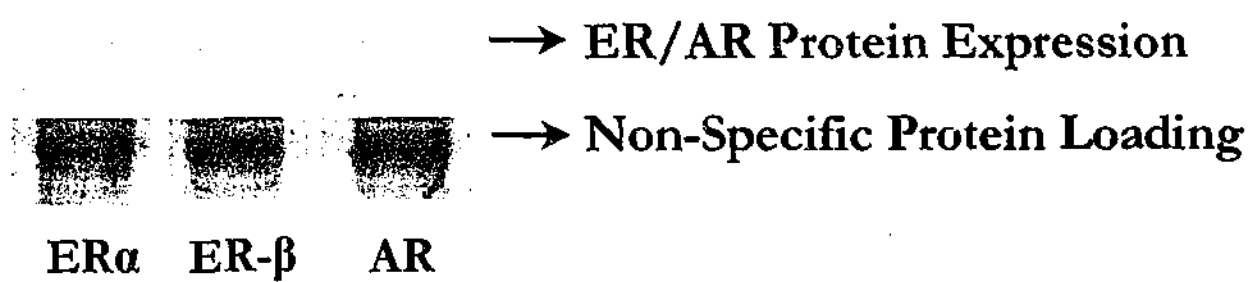 ER/AR Protein Expression
Non-Specific Protein Loading
ERα ER-β AR